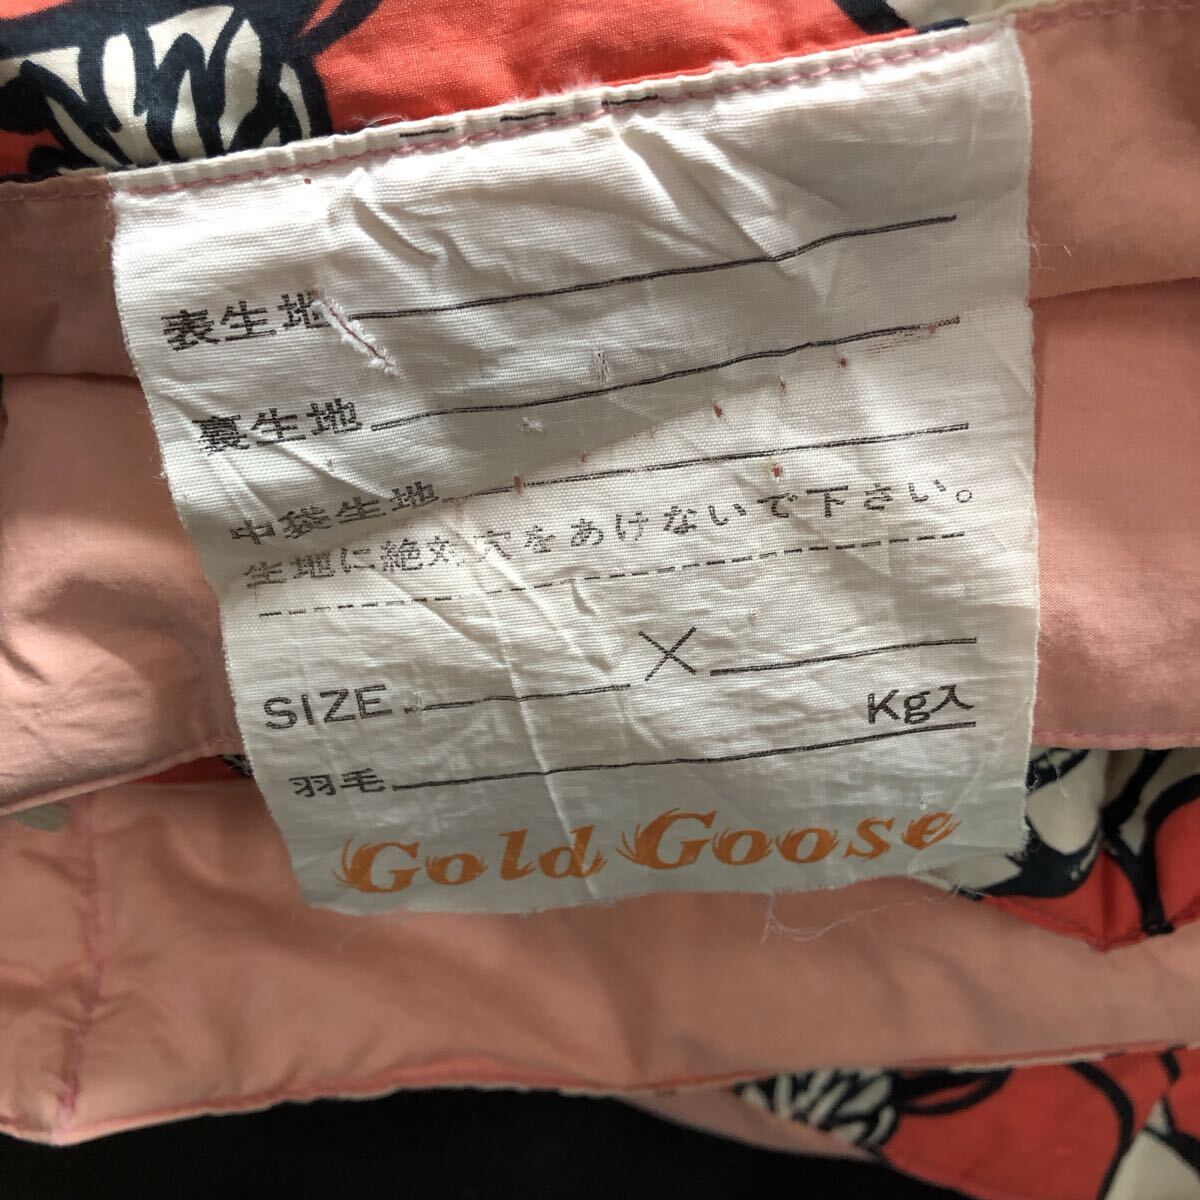 表生地
裏生地
中袋生地
生地に絶対穴をあけないで下さい。
SIZE ×
Kg入
羽毛
Gold Goose